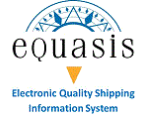 equasis
Electronic Quality Shipping
Information System